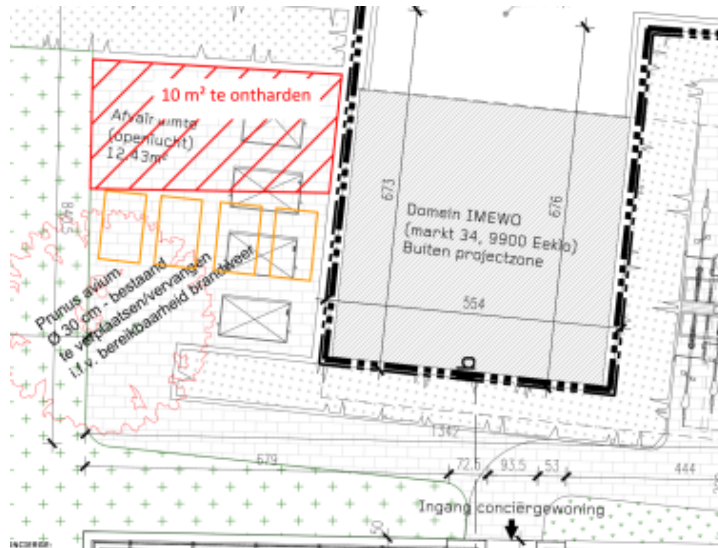 10 m² te ontharden
Afvalruimte
(openlucht)
12,43m²
673
676
Domein IMEWO
(markt 34, 9900 Eeklo)
Buiten projectzone
554
Prunus avium
Ø 30 cm - bestaand
te verplaatsen/vervangen
i.f.v. bereikbaarheid brandweer
1342
679
72.5
93.5
53
444
50
Ingang conciërgewoning